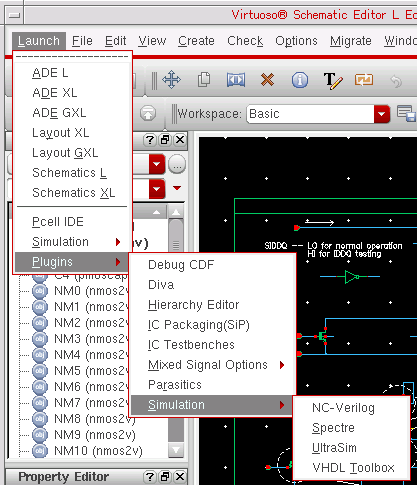 Virtuoso® Schematic Editor L Ec
Launch File Edit View Create Check Options Migrate Windo
ADE L
ADE XL
ADE GXL
Layout XL
Layout GXL
Schematics L
Schematics XL
Pcell IDE
Simulation
Plugins
Workspace: Basic
SIDDQ -- LO for normal operation
HI for IDDQ testing
Debug CDF
Diva
Hierarchy Editor
IC Packaging(SiP)
IC Testbenches
Mixed Signal Options
Parasitics
Simulation
NC-Verilog
Spectre
UltraSim
VHDL Toolbox
C4 (pmoscap
NM0 (nmos2v)
NM1 (nmos2v
NM2 (nmos2v
NM3 (nmos2v
NM4 (nmos2v
NM5 (nmos2v
NM6 (nmos2v
NM7 (nmos2v
NM8 (nmos2v
NM9 (nmos2v)
NM10 (nmos2v)
Property Editor